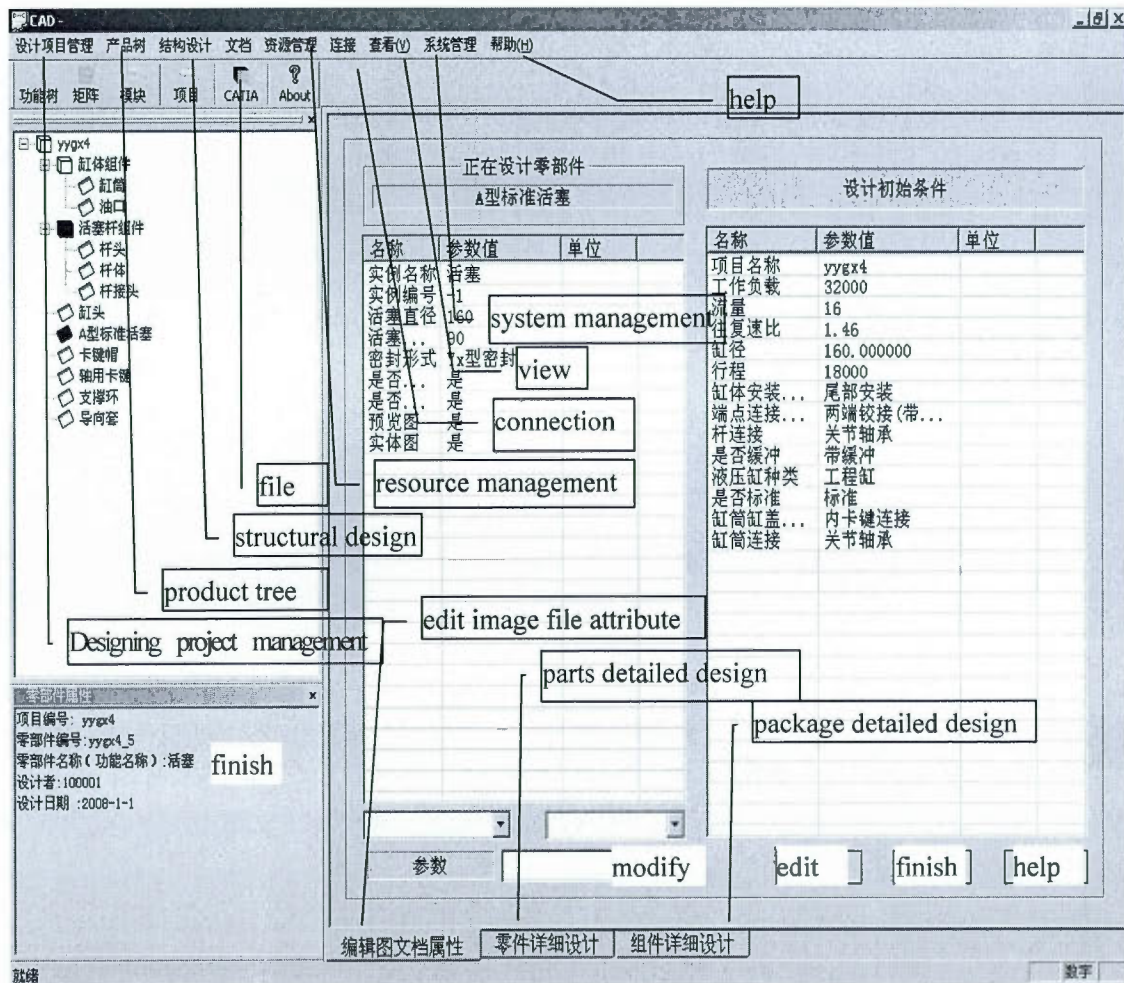 CAD-
设计项目管理 产品树 结构设计 文档 资源管理 连接 查看(V) 系统管理 帮助(H)
功能树 矩阵 模块 项目 CATIA About
help
yygx4
缸体组件
缸筒
油口
活塞杆组件
杆头
杆体
杆接头
缸头
A型标准活塞
卡键帽
轴用卡键
支撑环
导向套
正在设计零部件
A型标准活塞
名称 参数值 单位
实例名称 活塞
实例编号 -1
活塞直径 160
活塞... 90
密封形式 Yx型密封
是否... 是
是否... 是
预览图 是
实体图 是
设计初始条件
名称 参数值 单位
项目名称 yygx4
工作负载 32000
流量 16
往复速比 1.46
缸径 160.000000
行程 18000
缸体安装... 尾部安装
端点连接... 两端铰接(带...
杆连接 关节轴承
是否缓冲 带缓冲
液压缸种类 工程缸
是否标准 标准
缸筒缸盖... 内卡键连接
缸筒连接 关节轴承
system management
view
connection
resource management
file
structural design
product tree
Designing project management
edit image file attribute
parts detailed design
package detailed design
零部件属性
项目编号: yygx4
零部件编号:yygx4_5
零部件名称(功能名称):活塞
设计者:100001
设计日期 :2008-1-1
finish
参数 modify edit finish help
编辑图文档属性 零件详细设计 组件详细设计
就绪 数字